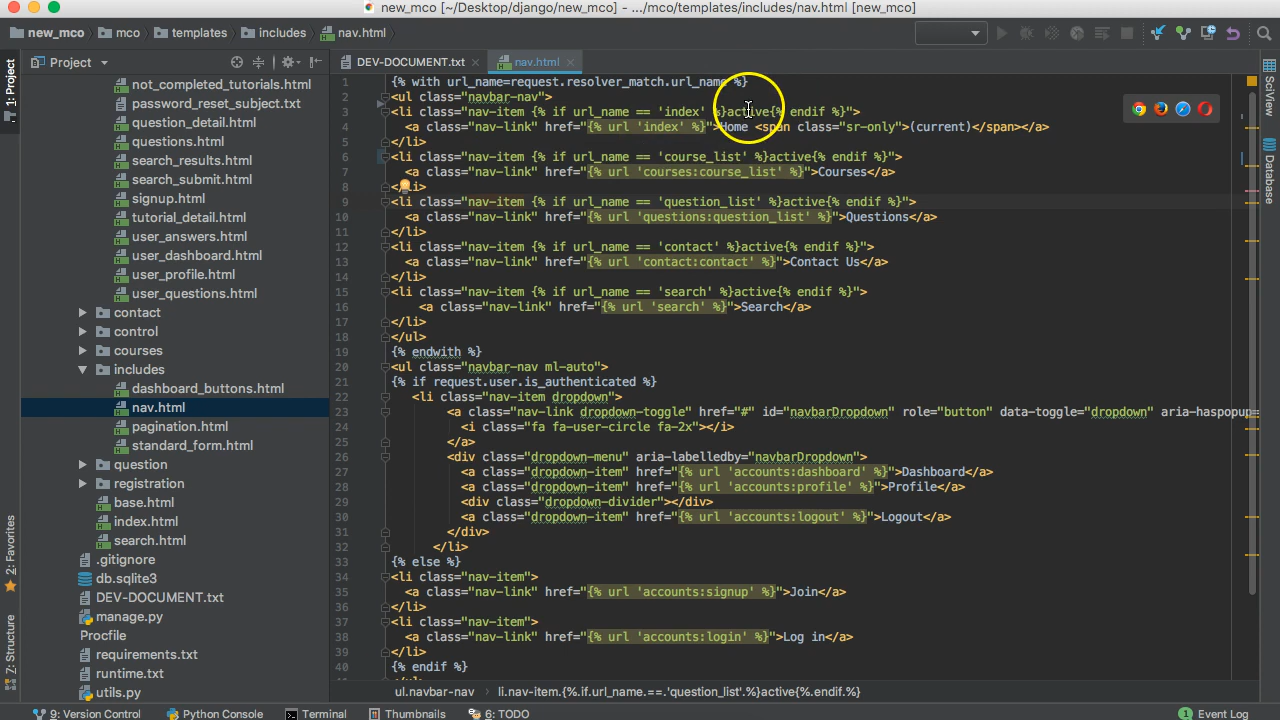 new_mco [~/Desktop/django/new_mco] – .../mco/templates/includes/nav.html [new_mco]
new_mco mco templates includes nav.html
1: Project
2: Favorites
7: Structure
Project
not_completed_tutorials.html
password_reset_subject.txt
question_detail.html
questions.html
search_results.html
search_submit.html
signup.html
tutorial_detail.html
user_answers.html
user_dashboard.html
user_profile.html
user_questions.html
contact
control
courses
includes
dashboard_buttons.html
nav.html
pagination.html
standard_form.html
question
registration
base.html
index.html
search.html
.gitignore
db.sqlite3
DEV-DOCUMENT.txt
manage.py
Procfile
requirements.txt
runtime.txt
utils.py
DEV-DOCUMENT.txt nav.html
1 {% with url_name=request.resolver_match.url_name %}
2 <ul class="navbar-nav">
3 <li class="nav-item {% if url_name == 'index' %}active{% endif %}">
4 <a class="nav-link" href="{% url 'index' %}">Home <span class="sr-only">(current)</span></a>
5 </li>
6 <li class="nav-item {% if url_name == 'course_list' %}active{% endif %}">
7 <a class="nav-link" href="{% url 'courses:course_list' %}">Courses</a>
8 </li>
9 <li class="nav-item {% if url_name == 'question_list' %}active{% endif %}">
10 <a class="nav-link" href="{% url 'questions:question_list' %}">Questions</a>
11 </li>
12 <li class="nav-item {% if url_name == 'contact' %}active{% endif %}">
13 <a class="nav-link" href="{% url 'contact:contact' %}">Contact Us</a>
14 </li>
15 <li class="nav-item {% if url_name == 'search' %}active{% endif %}">
16 <a class="nav-link" href="{% url 'search' %}">Search</a>
17 </li>
18 </ul>
19 {% endwith %}
20 <ul class="navbar-nav ml-auto">
21 {% if request.user.is_authenticated %}
22 <li class="nav-item dropdown">
23 <a class="nav-link dropdown-toggle" href="#" id="navbarDropdown" role="button" data-toggle="dropdown" aria-haspopup=
24 <i class="fa fa-user-circle fa-2x"></i>
25 </a>
26 <div class="dropdown-menu" aria-labelledby="navbarDropdown">
27 <a class="dropdown-item" href="{% url 'accounts:dashboard' %}">Dashboard</a>
28 <a class="dropdown-item" href="{% url 'accounts:profile' %}">Profile</a>
29 <div class="dropdown-divider"></div>
30 <a class="dropdown-item" href="{% url 'accounts:logout' %}">Logout</a>
31 </div>
32 </li>
33 {% else %}
34 <li class="nav-item">
35 <a class="nav-link" href="{% url 'accounts:signup' %}">Join</a>
36 </li>
37 <li class="nav-item">
38 <a class="nav-link" href="{% url 'accounts:login' %}">Log in</a>
39 </li>
40 {% endif %}
ul.navbar-nav li.nav-item.{%.if.url_name.==.'question_list'.%}active{%.endif.%}
Database
9: Version Control Python Console Terminal Thumbnails 6: TODO 1 Event Log